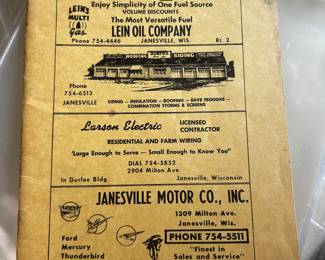 Enjoy Simplicity of One Fuel Source
VOLUME DISCOUNTS
LEIN'S
MULTI
Gas
The Most Versatile Fuel
LEIN OIL COMPANY
Phone 754-4446 JANESVILLE, WIS. Rt. 2
ROOFING SIDING
Phone
754-6513
JANESVILLE
SIDING — INSULATION — ROOFING — EAVE TROUGHS —
COMBINATION STORMS & SCREENS
Larson Electric LICENSED
CONTRACTOR
RESIDENTIAL AND FARM WIRING
"Large Enough to Serve — Small Enough to Know You"
DIAL 754-5852
2904 Milton Ave.
In Durfee Bldg. Janesville, Wisconsin
JANESVILLE MOTOR CO., INC.
1309 Milton Ave.
Janesville, Wis.
PHONE 754-5511
"Finest in
Sales and Service"
Ford
Mercury
Thunderbird